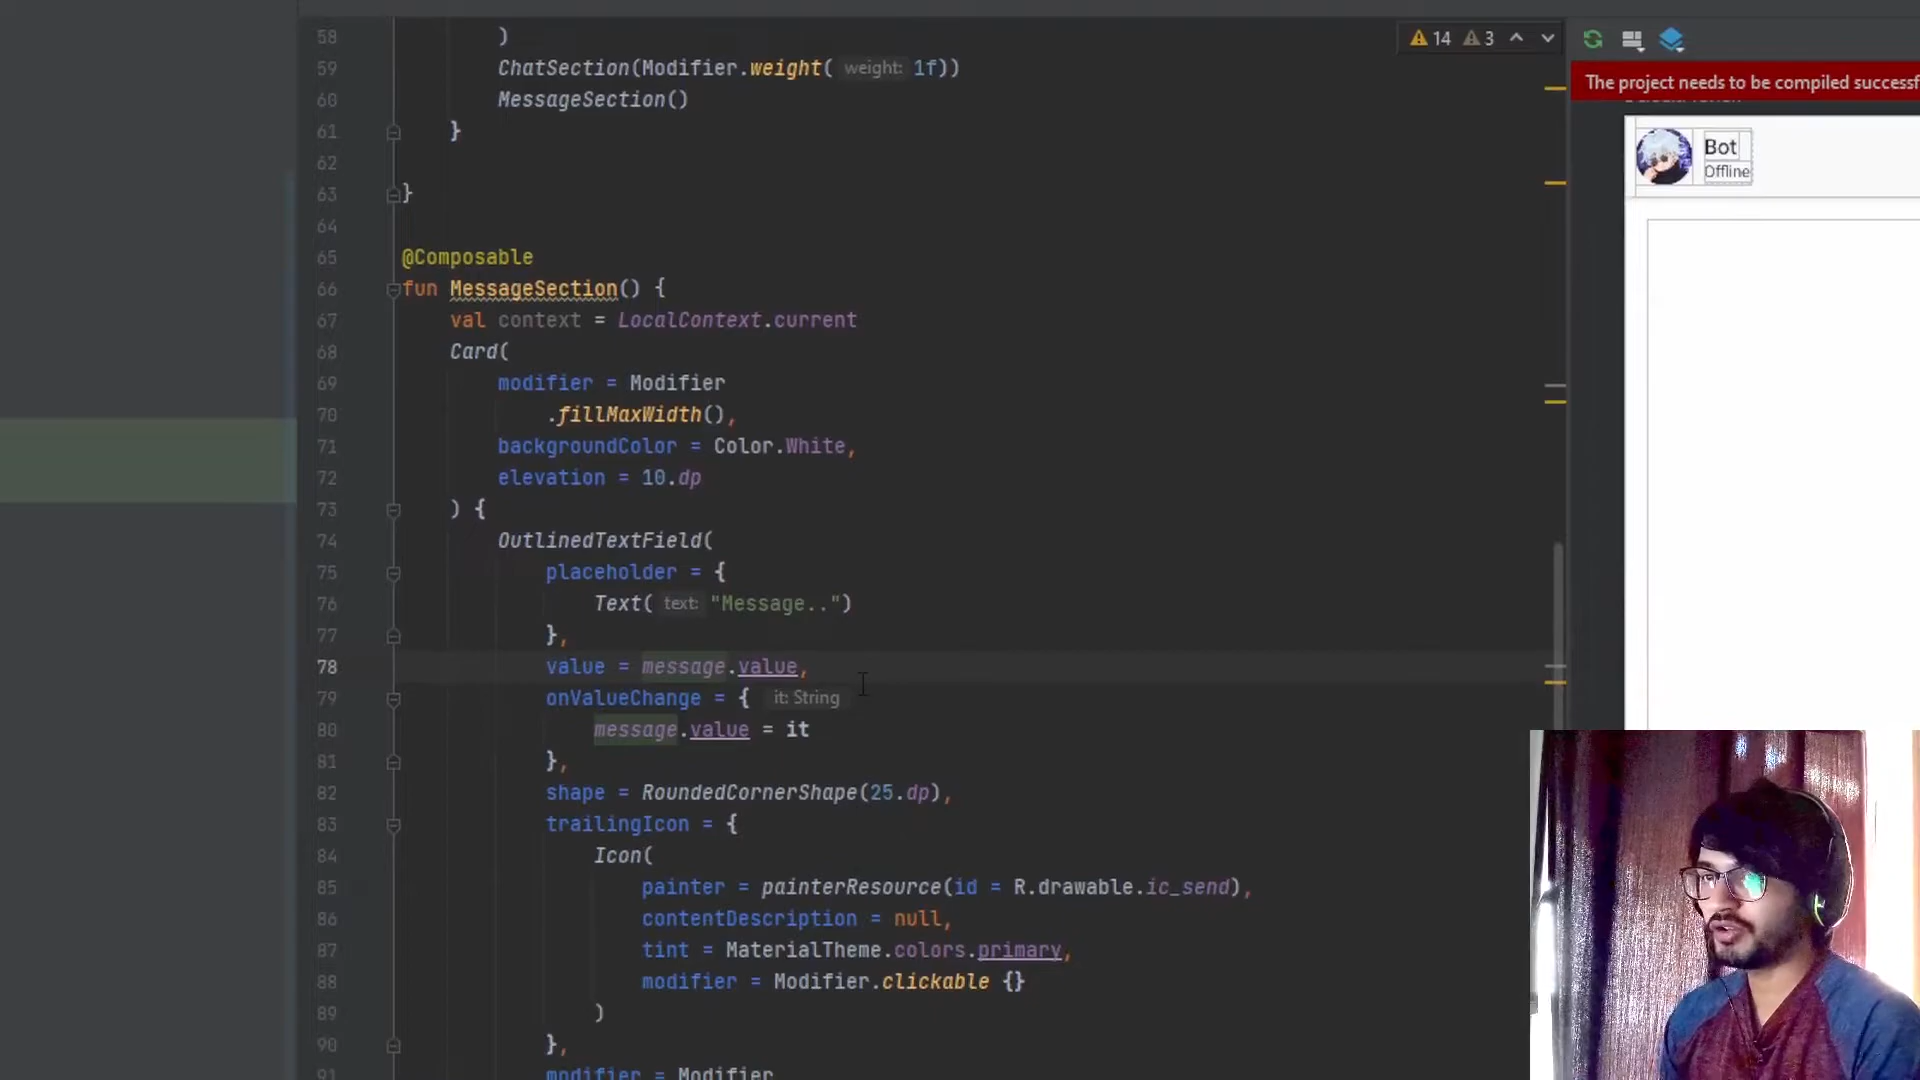 58 )
59 ChatSection(Modifier.weight( weight: 1f))
60 MessageSection()
61 }
62
63 }
64
65 @Composable
66 fun MessageSection() {
67 val context = LocalContext.current
68 Card(
69 modifier = Modifier
70 .fillMaxWidth(),
71 backgroundColor = Color.White,
72 elevation = 10.dp
73 ) {
74 OutlinedTextField(
75 placeholder = {
76 Text( text: "Message..")
77 },
78 value = message.value,
79 onValueChange = { it: String
80 message.value = it
81 },
82 shape = RoundedCornerShape(25.dp),
83 trailingIcon = {
84 Icon(
85 painter = painterResource(id = R.drawable.ic_send),
86 contentDescription = null,
87 tint = MaterialTheme.colors.primary,
88 modifier = Modifier.clickable {}
89 )
90 },
91 modifier = Modifier
14 3
The project needs to be compiled successf
Bot
Offline